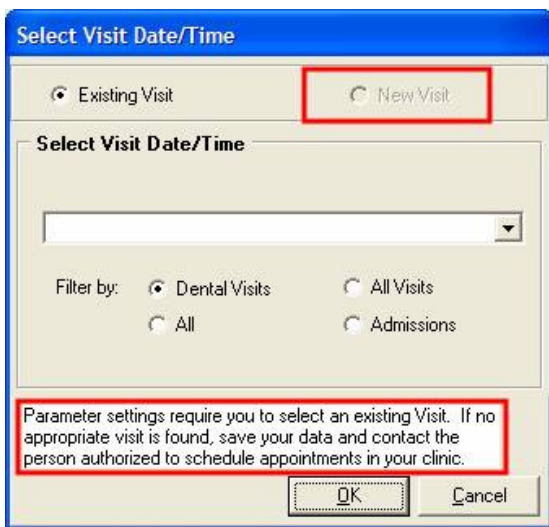 Select Visit Date/Time
Existing Visit New Visit
Select Visit Date/Time
Filter by: Dental Visits All Visits
All Admissions
Parameter settings require you to select an existing Visit. If no
appropriate visit is found, save your data and contact the
person authorized to schedule appointments in your clinic.
OK Cancel